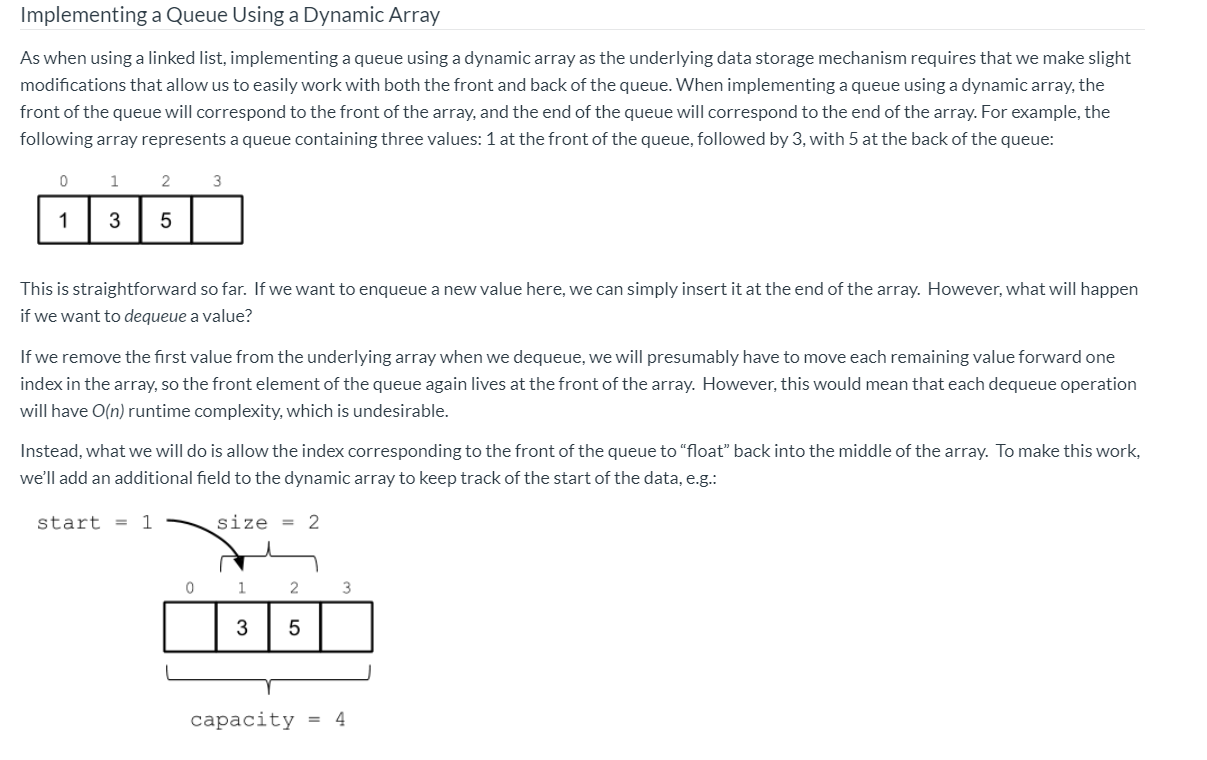 Implementing a Queue Using a Dynamic Array
As when using a linked list, implementing a queue using a dynamic array as the underlying data storage mechanism requires that we make slight
modifications that allow us to easily work with both the front and back of the queue. When implementing a queue using a dynamic array, the
front of the queue will correspond to the front of the array, and the end of the queue will correspond to the end of the array. For example, the
following array represents a queue containing three values: 1 at the front of the queue, followed by 3, with 5 at the back of the queue:
0 1 2 3
1 3 5
This is straightforward so far. If we want to enqueue a new value here, we can simply insert it at the end of the array. However, what will happen
if we want to dequeue a value?
If we remove the first value from the underlying array when we dequeue, we will presumably have to move each remaining value forward one
index in the array, so the front element of the queue again lives at the front of the array. However, this would mean that each dequeue operation
will have O(n) runtime complexity, which is undesirable.
Instead, what we will do is allow the index corresponding to the front of the queue to “float” back into the middle of the array. To make this work,
we’ll add an additional field to the dynamic array to keep track of the start of the data, e.g.:
start = 1 size = 2
0 1 2 3
3 5
capacity = 4